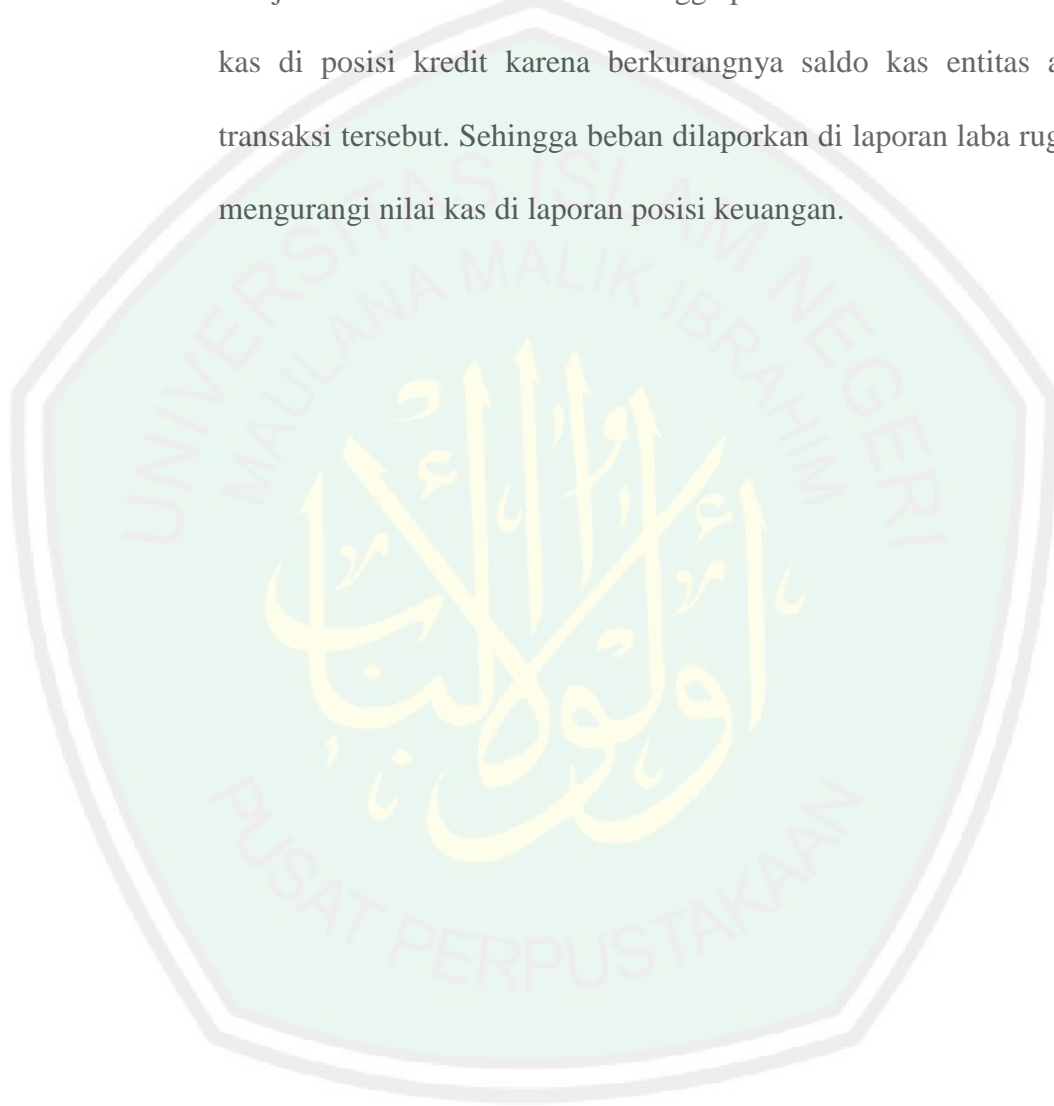 kas di posisi kredit karena berkurangnya saldo kas entitas
transaksi tersebut. Sehingga beban dilaporkan di laporan laba
mengurangi nilai kas di laporan posisi keuangan.
UNIVERSITAS ISLAM NEGERI
MAULANA MALIK IBRAHIM
أولوا الألباب
PUSAT PERPUSTAKAAN